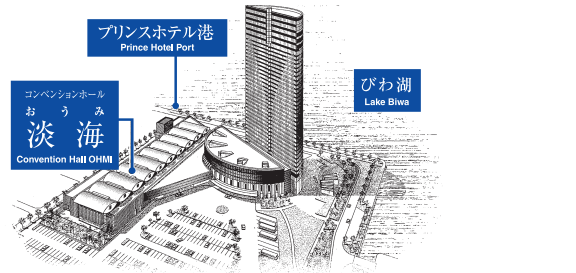 プリンスホテル港
Prince Hotel Port
コンベンションホール
おうみ
淡海
Convention Hall OHMI
びわ湖
Lake Biwa